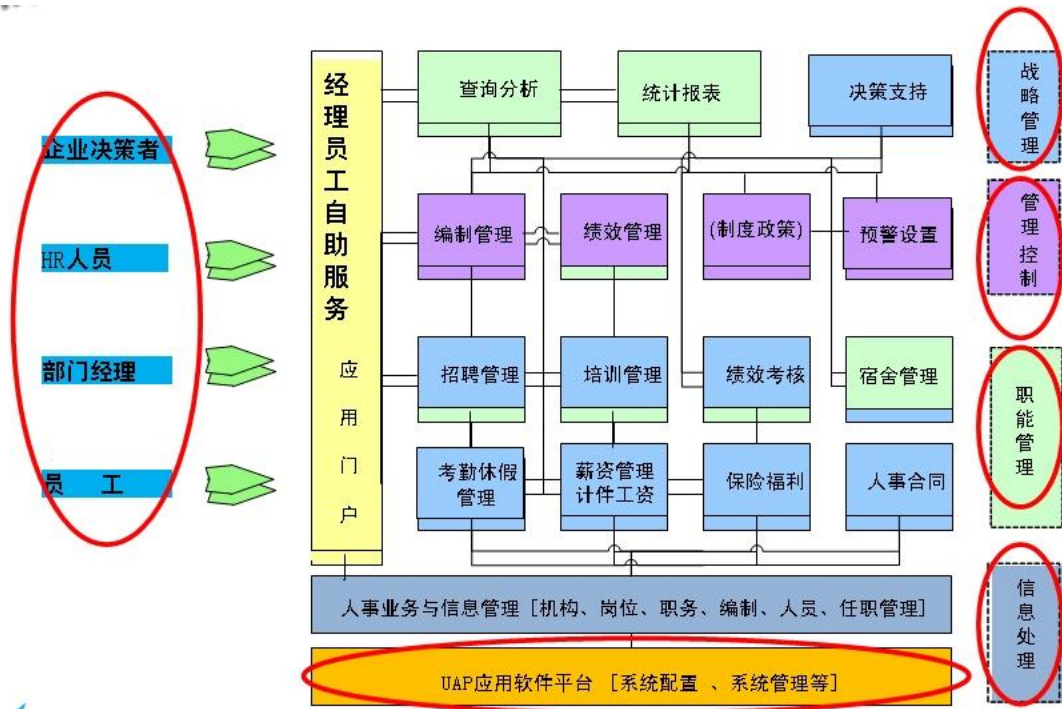 经理员工自助服务
应用门户
企业决策者
HR人员
部门经理
员 工
查询分析
统计报表
决策支持
编制管理
绩效管理
(制度政策)
预警设置
招聘管理
培训管理
绩效考核
宿舍管理
考勤休假
管理
薪资管理
计件工资
保险福利
人事合同
人事业务与信息管理 [机构、岗位、职务、编制、人员、任职管理]
UAP应用软件平台 [系统配置 、系统管理等]
战略管理
管理控制
职能管理
信息处理